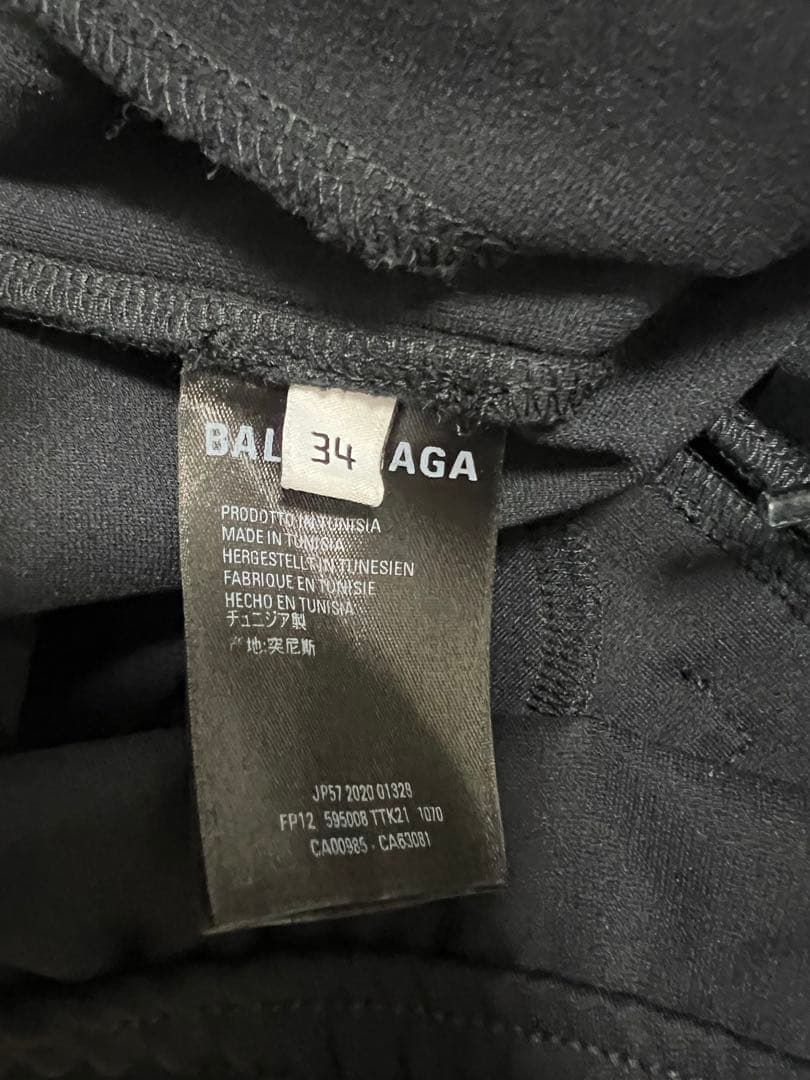 BAL AGA
34
PRODOTTO IN TUNISIA
MADE IN TUNISIA
HERGESTELLT IN TUNESIEN
FABRIQUE EN TUNISIE
HECHO EN TUNISIA
チュニジア製
产地:突尼斯
JP57 2020 01328
FP12 595008 TTK21 1070
CA00985 - CA63081